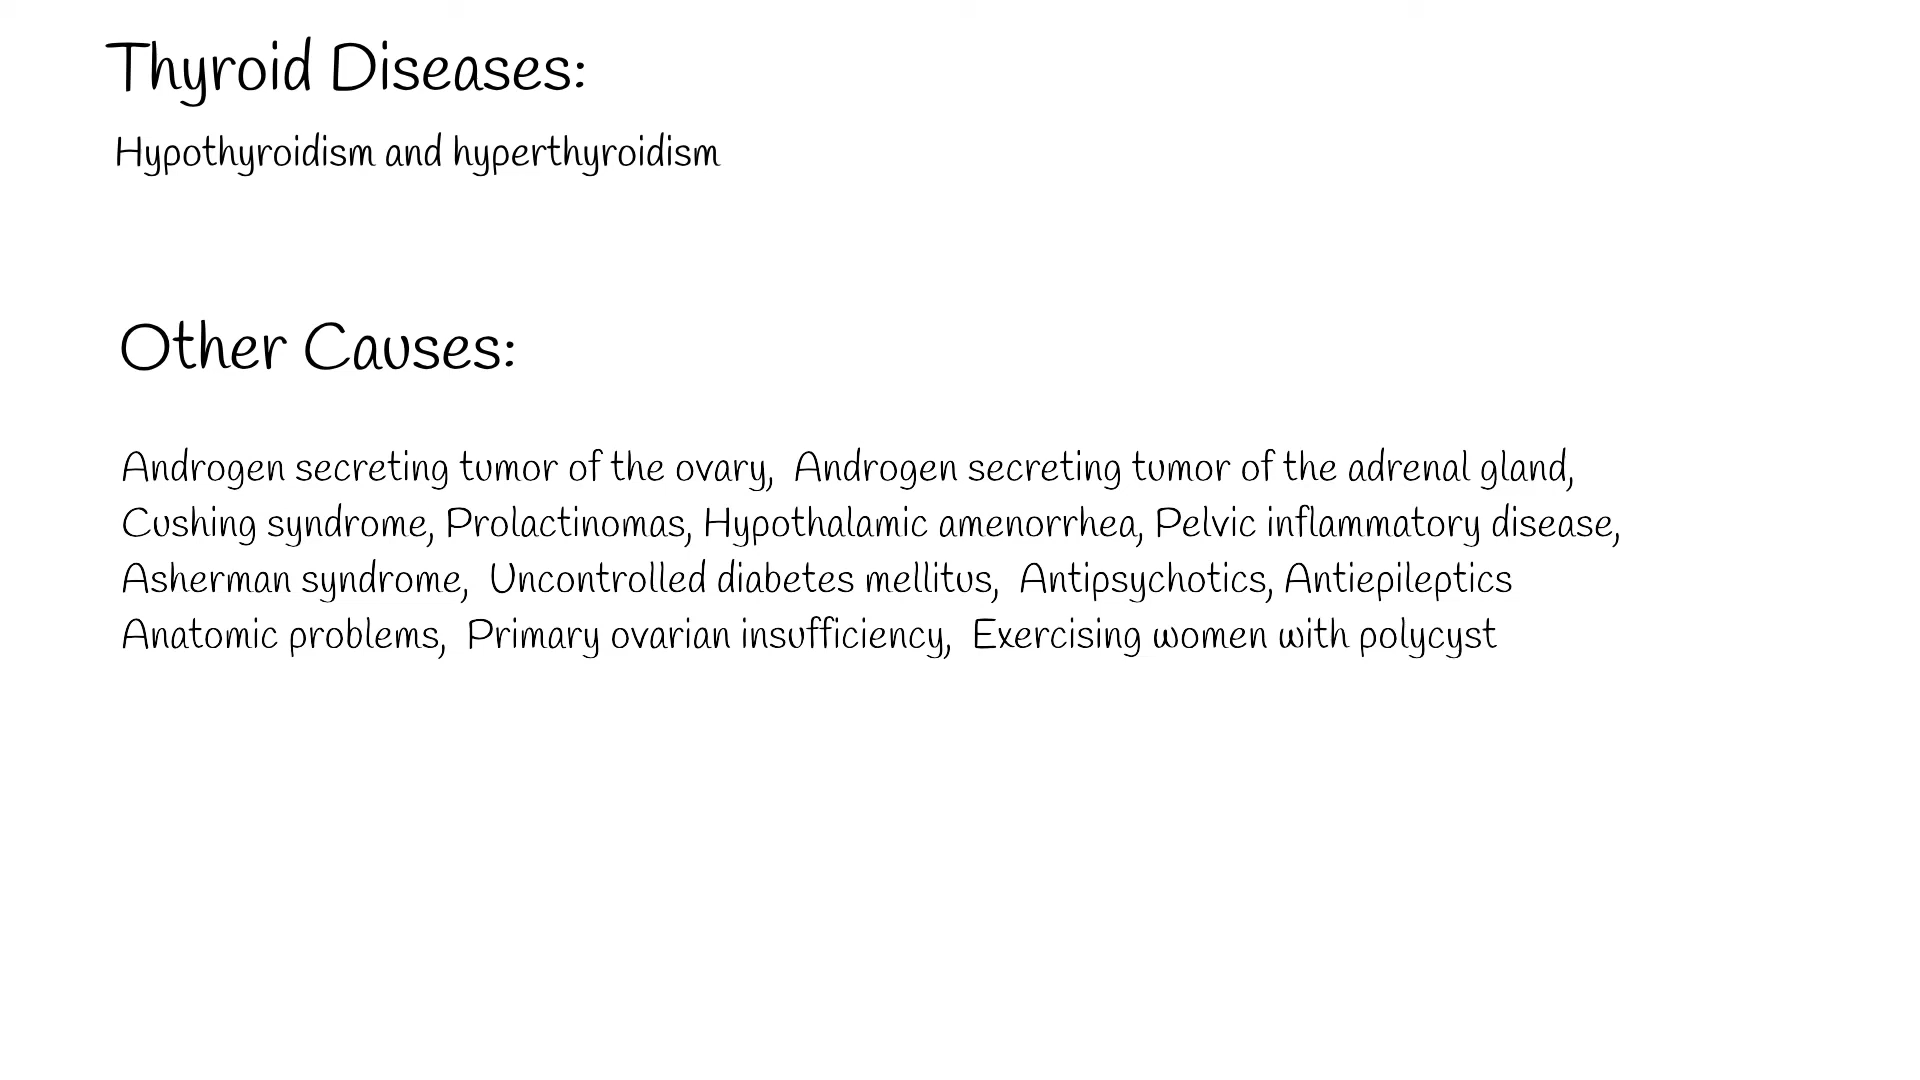 Thyroid Diseases:
Hypothyroidism and hyperthyroidism
Other Causes:
Androgen secreting tumor of the ovary,  Androgen secreting tumor of the adrenal gland,
Cushing syndrome, Prolactinomas, Hypothalamic amenorrhea, Pelvic inflammatory disease,
Asherman syndrome,  Uncontrolled diabetes mellitus,  Antipsychotics, Antiepileptics
Anatomic problems,  Primary ovarian insufficiency,  Exercising women with polycyst